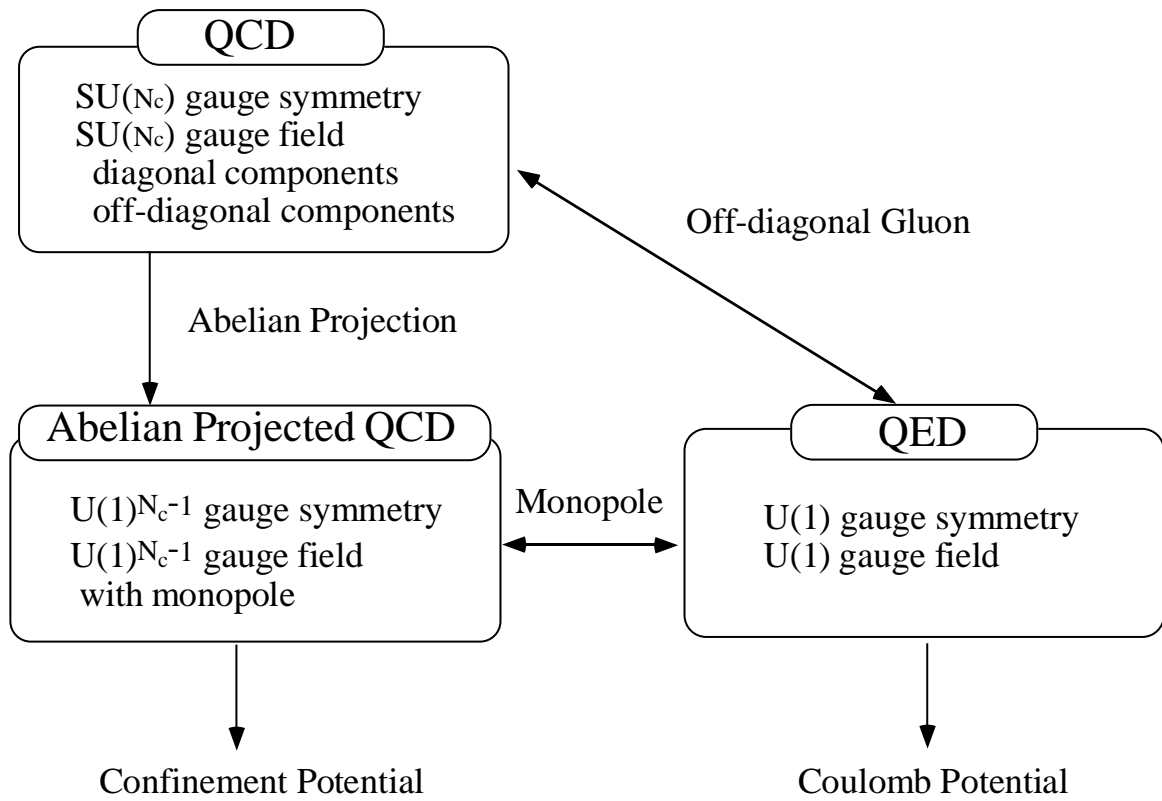 QCD
SU(Nc) gauge symmetry
SU(Nc) gauge field
diagonal components
off-diagonal components
Off-diagonal Gluon
Abelian Projection
Abelian Projected QCD
U(1)^Nc-1 gauge symmetry
U(1)^Nc-1 gauge field
with monopole
Monopole
QED
U(1) gauge symmetry
U(1) gauge field
Confinement Potential
Coulomb Potential